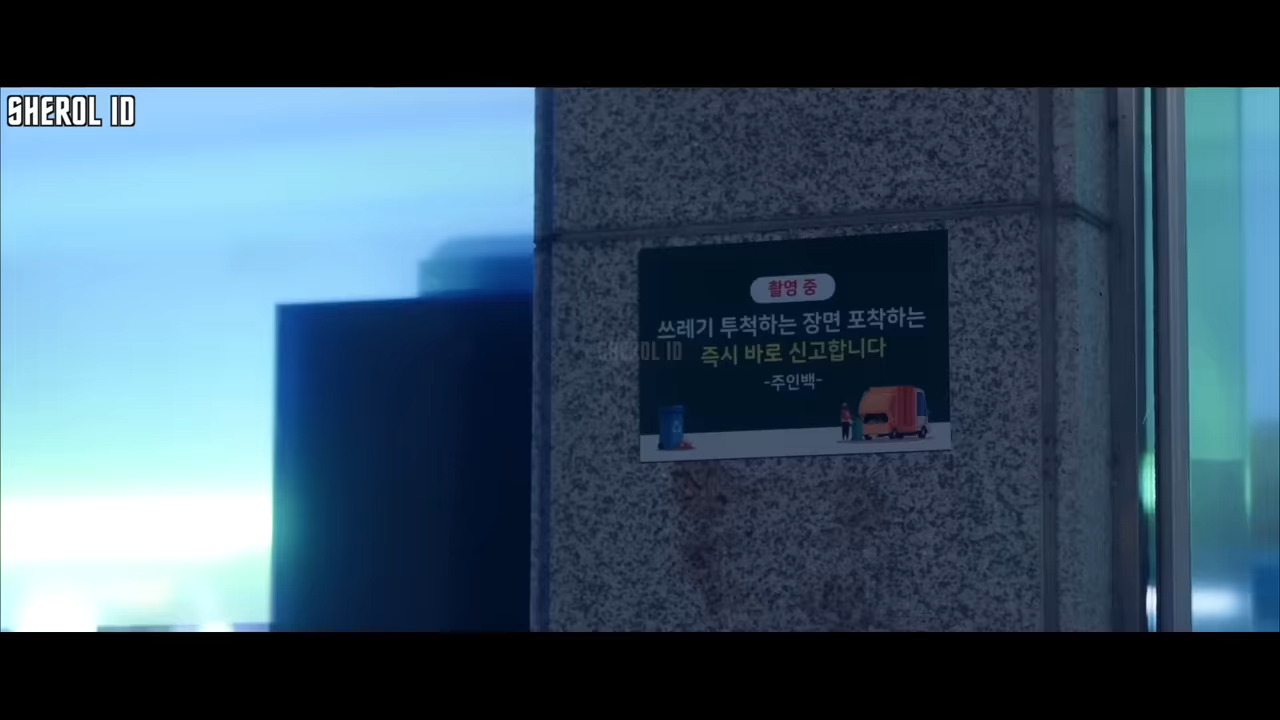 SHEROL ID
촬영 중
쓰레기 투척하는 장면 포착하는
즉시 바로 신고합니다
SHEROL ID
-주인백-